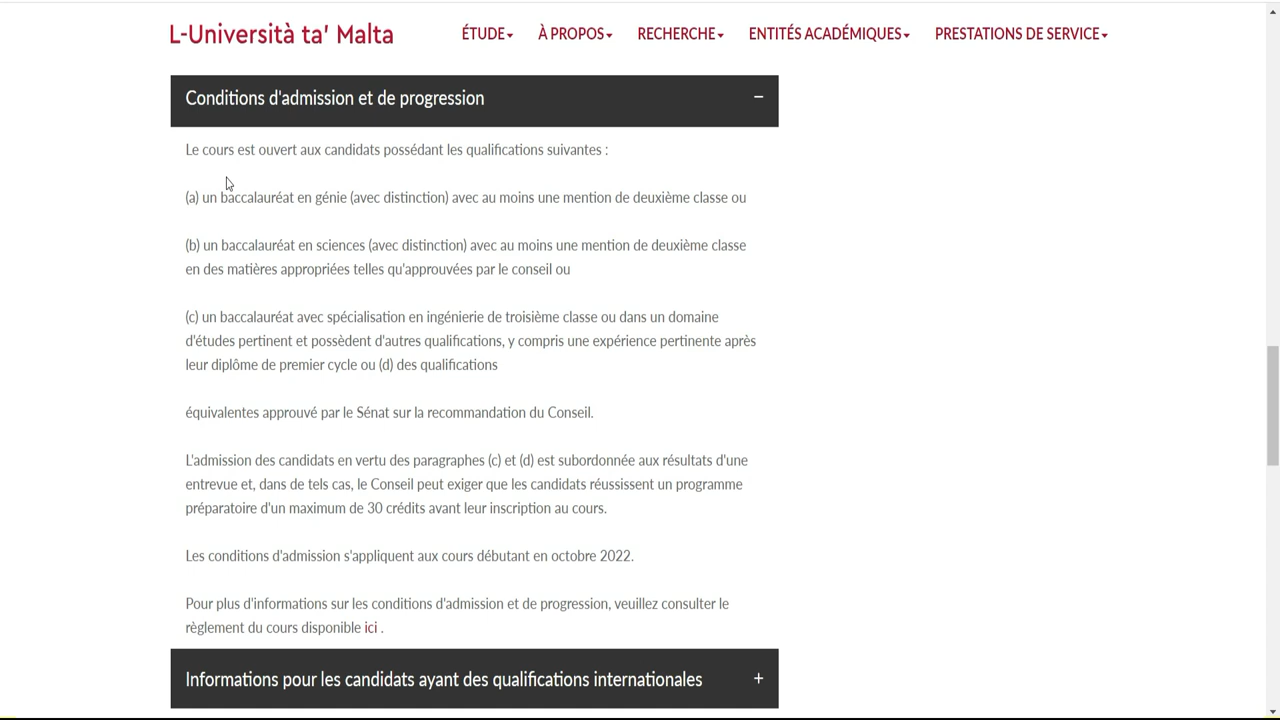 L-Università ta' Malta
ÉTUDE
À PROPOS
RECHERCHE
ENTITÉS ACADÉMIQUES
PRESTATIONS DE SERVICE
Conditions d'admission et de progression
Le cours est ouvert aux candidats possédant les qualifications suivantes :
(a) un baccalauréat en génie (avec distinction) avec au moins une mention de deuxième classe ou
(b) un baccalauréat en sciences (avec distinction) avec au moins une mention de deuxième classe
en des matières appropriées telles qu'approuvées par le conseil ou
(c) un baccalauréat avec spécialisation en ingénierie de troisième classe ou dans un domaine
d'études pertinent et possèdent d'autres qualifications, y compris une expérience pertinente après
leur diplôme de premier cycle ou (d) des qualifications
équivalentes approuvé par le Sénat sur la recommandation du Conseil.
L'admission des candidats en vertu des paragraphes (c) et (d) est subordonnée aux résultats d'une
entrevue et, dans de tels cas, le Conseil peut exiger que les candidats réussissent un programme
préparatoire d'un maximum de 30 crédits avant leur inscription au cours.
Les conditions d'admission s'appliquent aux cours débutant en octobre 2022.
Pour plus d'informations sur les conditions d'admission et de progression, veuillez consulter le
règlement du cours disponible ici .
Informations pour les candidats ayant des qualifications internationales